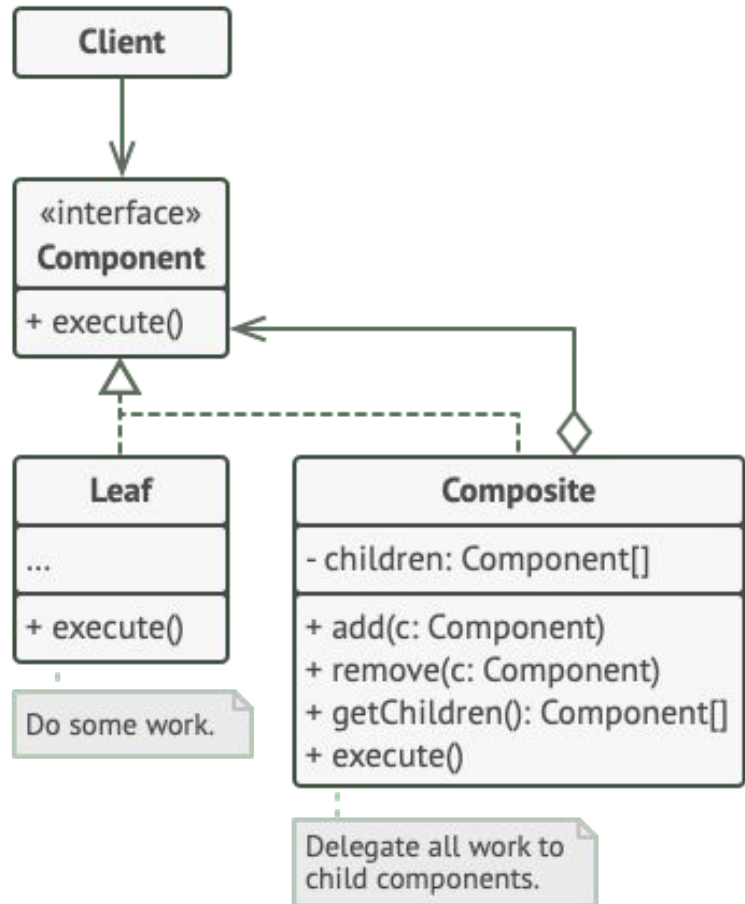 Client
«interface»
Component
+ execute()
Leaf
...
+ execute()
Do some work.
Composite
- children: Component[]
+ add(c: Component)
+ remove(c: Component)
+ getChildren(): Component[]
+ execute()
Delegate all work to
child components.